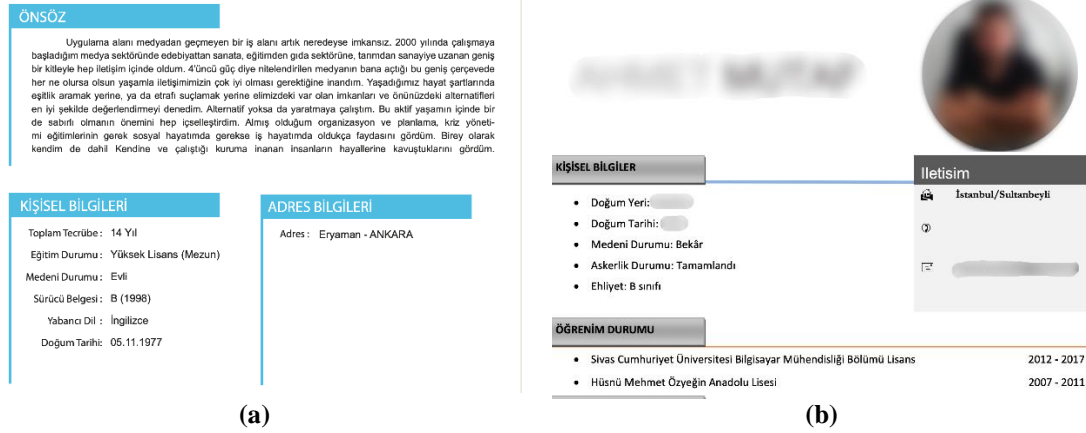 ÖNSÖZ
Uygulama alanı medyadan geçmeyen bir iş alanı artık neredeyse imkansız. 2000 yılında çalışmaya
başladığım medya sektöründe edebiyattan sanata, eğitimden gıda sektörüne, tarımdan sanayiye uzanan geniş
bir kitleyle hep iletişim içinde oldum. 4'üncü güç diye nitelendirilen medyanın bana açtığı bu geniş çerçevede
her ne olursa olsun yaşamla iletişimimizin çok iyi olması gerektiğine inandım. Yaşadığımız hayat şartlarında
eşitlik aramak yerine, ya da etrafı suçlamak yerine elimizdeki var olan imkanları ve önünüzdeki alternatifleri
en iyi şekilde değerlendirmeyi denedim. Alternatif yoksa da yaratmaya çalıştım. Bu aktif yaşamın içinde bir
de sabırlı olmanın önemini hep içselleştirdim. Almış olduğum organizasyon ve planlama, kriz yöneti-
mi eğitimlerinin gerek sosyal hayatımda gerekse iş hayatımda oldukça faydasını gördüm. Birey olarak
kendim de dahil Kendine ve çalıştığı kuruma inanan insanların hayallerine kavuştuklarını gördüm.
KİŞİSEL BİLGİLERİ
Toplam Tecrübe : 14 Yıl
Eğitim Durumu : Yüksek Lisans (Mezun)
Medeni Durumu : Evli
Sürücü Belgesi : B (1998)
Yabancı Dil : İngilizce
Doğum Tarihi: 05.11.1977
ADRES BİLGİLERİ
Adres : Eryaman - ANKARA
(a)
KİŞİSEL BİLGİLER
• Doğum Yeri:
• Doğum Tarihi:
• Medeni Durumu: Bekâr
• Askerlik Durumu: Tamamlandı
• Ehliyet: B sınıfı
Iletisim
İstanbul/Sultanbeyli
ÖĞRENİM DURUMU
• Sivas Cumhuriyet Üniversitesi Bilgisayar Mühendisliği Bölümü Lisans 2012 - 2017
• Hüsnü Mehmet Özyeğin Anadolu Lisesi 2007 - 2011
(b)